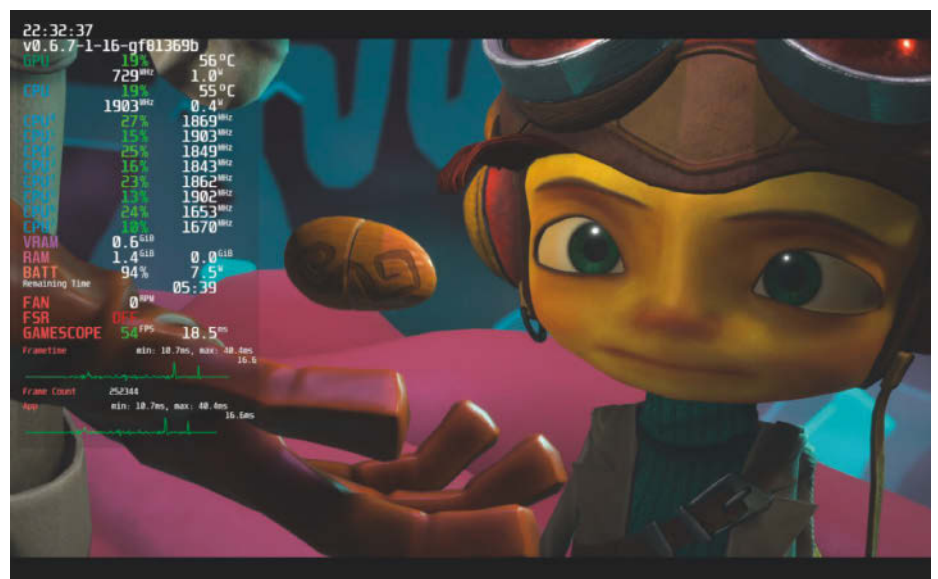 22:32:37
v0.6.7-1-16-gf81369b
GPU 19% 56°C
729MHz 1.0W
CPU 19% 55°C
1903MHz 0.4W
27% 1869MHz
15% 1903MHz
25% 1849MHz
16% 1843MHz
23% 1862MHz
13% 1902MHz
24% 1653MHz
10% 1670MHz
VRAM 0.6GiB
RAM 1.4GiB 0.0GiB
BATT 94% 7.5W
Remaining Time 05:39
FAN 0RPM
FSR OFF
GAMESCOPE 54FPS 18.5ms
Frametime min: 10.7ms, max: 40.4ms
16.6
Frame Count 252344
App min: 10.7ms, max: 40.4ms
16.6ms